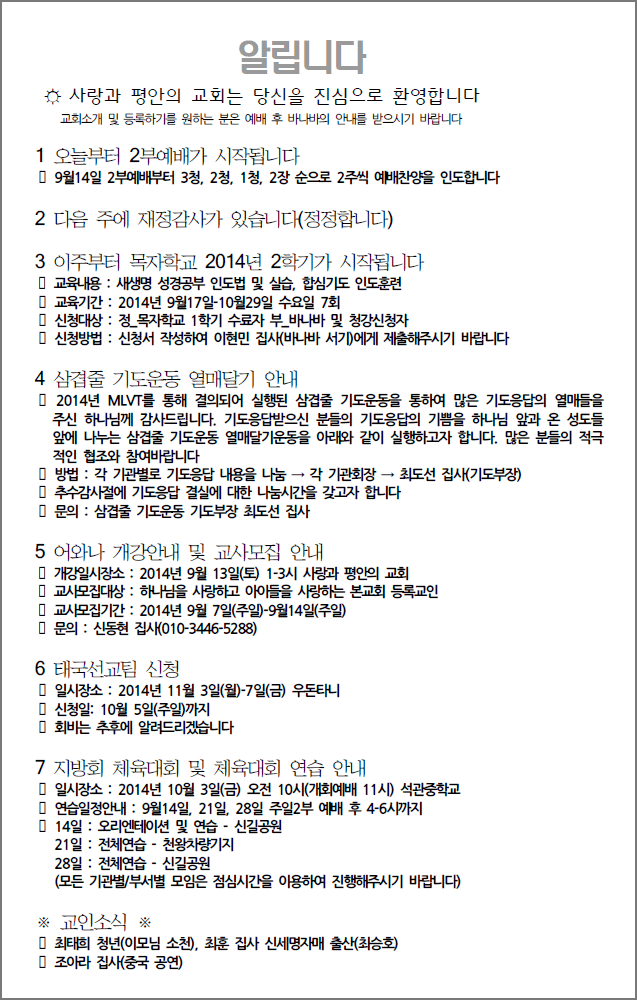 알립니다
☼ 사랑과 평안의 교회는 당신을 진심으로 환영합니다
교회소개 및 등록하기를 원하는 분은 예배 후 바나바의 안내를 받으시기 바랍니다
1 오늘부터 2부예배가 시작됩니다
▯ 9월14일 2부예배부터 3청, 2청, 1청, 2장 순으로 2주씩 예배찬양을 인도합니다
2 다음 주에 재정감사가 있습니다(정정합니다)
3 이주부터 목자학교 2014년 2학기가 시작됩니다
▯ 교육내용 : 새생명 성경공부 인도법 및 실습, 합심기도 인도훈련
▯ 교육기간 : 2014년 9월17일-10월29일 수요일 7회
▯ 신청대상 : 정_목자학교 1학기 수료자 부_바나바 및 청강신청자
▯ 신청방법 : 신청서 작성하여 이현민 집사(바나바 서기)에게 제출해주시기 바랍니다
4 삼겹줄 기도운동 열매달기 안내
▯ 2014년 MLVT를 통해 결의되어 실행된 삼겹줄 기도운동을 통하여 많은 기도응답의 열매들을
주신 하나님께 감사드립니다. 기도응답받으신 분들의 기도응답의 기쁨을 하나님 앞과 온 성도들
앞에 나누는 삼겹줄 기도운동 열매달기운동을 아래와 같이 실행하고자 합니다. 많은 분들의 적극
적인 협조와 참여바랍니다
▯ 방법 : 각 기관별로 기도응답 내용을 나눔 → 각 기관회장 → 최도선 집사(기도부장)
▯ 추수감사절에 기도응답 결실에 대한 나눔시간을 갖고자 합니다
▯ 문의 : 삼겹줄 기도운동 기도부장 최도선 집사
5 어와나 개강안내 및 교사모집 안내
▯ 개강일시장소 : 2014년 9월 13일(토) 1-3시 사랑과 평안의 교회
▯ 교사모집대상 : 하나님을 사랑하고 아이들을 사랑하는 본교회 등록교인
▯ 교사모집기간 : 2014년 9월 7일(주일)-9월14일(주일)
▯ 문의 : 신동현 집사(010-3446-5288)
6 태국선교팀 신청
▯ 일시장소 : 2014년 11월 3일(월)-7일(금) 우돈타니
▯ 신청일: 10월 5일(주일)까지
▯ 회비는 추후에 알려드리겠습니다
7 지방회 체육대회 및 체육대회 연습 안내
▯ 일시장소 : 2014년 10월 3일(금) 오전 10시(개회예배 11시) 석관중학교
▯ 연습일정안내 : 9월14일, 21일, 28일 주일2부 예배 후 4-6시까지
▯ 14일 : 오리엔테이션 및 연습 - 신길공원
21일 : 전체연습 - 천왕차량기지
28일 : 전체연습 - 신길공원
(모든 기관별/부서별 모임은 점심시간을 이용하여 진행해주시기 바랍니다)
※ 교인소식 ※
▯ 최태희 청년(이모님 소천), 최훈 집사 신세명자매 출산(최승호)
▯ 조아라 집사(중국 공연)